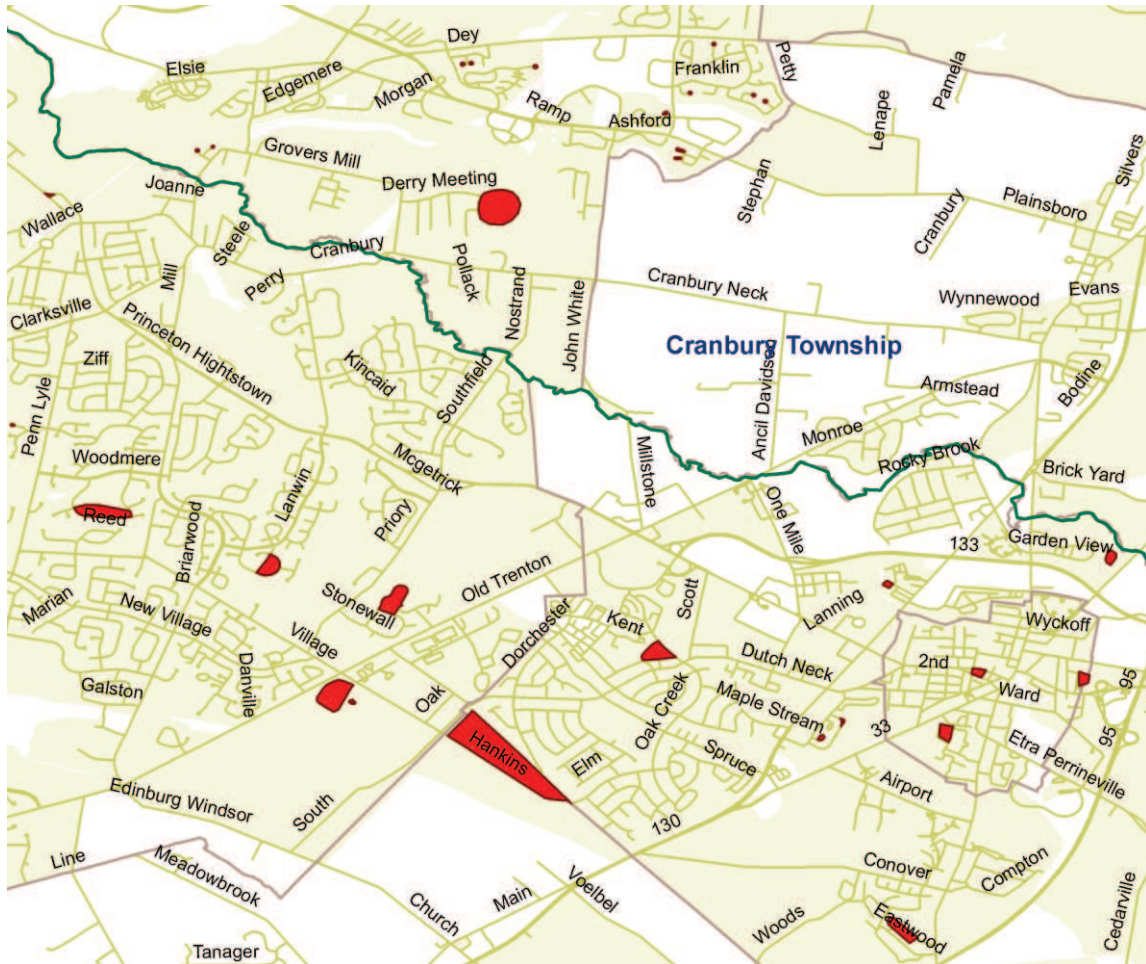 Dey
Elsie
Edgemere
Morgan
Franklin
Petty
Pamela
Ramp
Ashford
Lenape
Silvers
Grovers Mill
Joanne
Derry Meeting
Stephan
Plainsboro
Wallace
Steele
Cranbury
Cranbury
Mill
Perry
Pollack
Nostrand
John White
Cranbury Neck
Wynnewood
Evans
Clarksville
Princeton Hightstown
Ziff
Kincaid
Southfield
Cranbury Township
Ancil Davidson
Armstead
Bodine
Penn Lyle
Woodmere
Mcgetrick
Monroe
Rocky Brook
Millstone
Brick Yard
Reed
Lanwin
Priory
One Mile
Briarwood
133
Garden View
Stonewall
Old Trenton
Marian
New Village
Village
Dorchester
Kent
Scott
Lanning
Wyckoff
Galston
Danville
Oak
Dutch Neck
2nd
Ward
95
Oak Creek
Maple Stream
33
95
Hankins
Elm
Spruce
Etra Perrineville
Edinburg Windsor
South
130
Airport
Line
Meadowbrook
Church
Main
Voelbel
Conover
Compton
Woods
Eastwood
Cedarville
Tanager